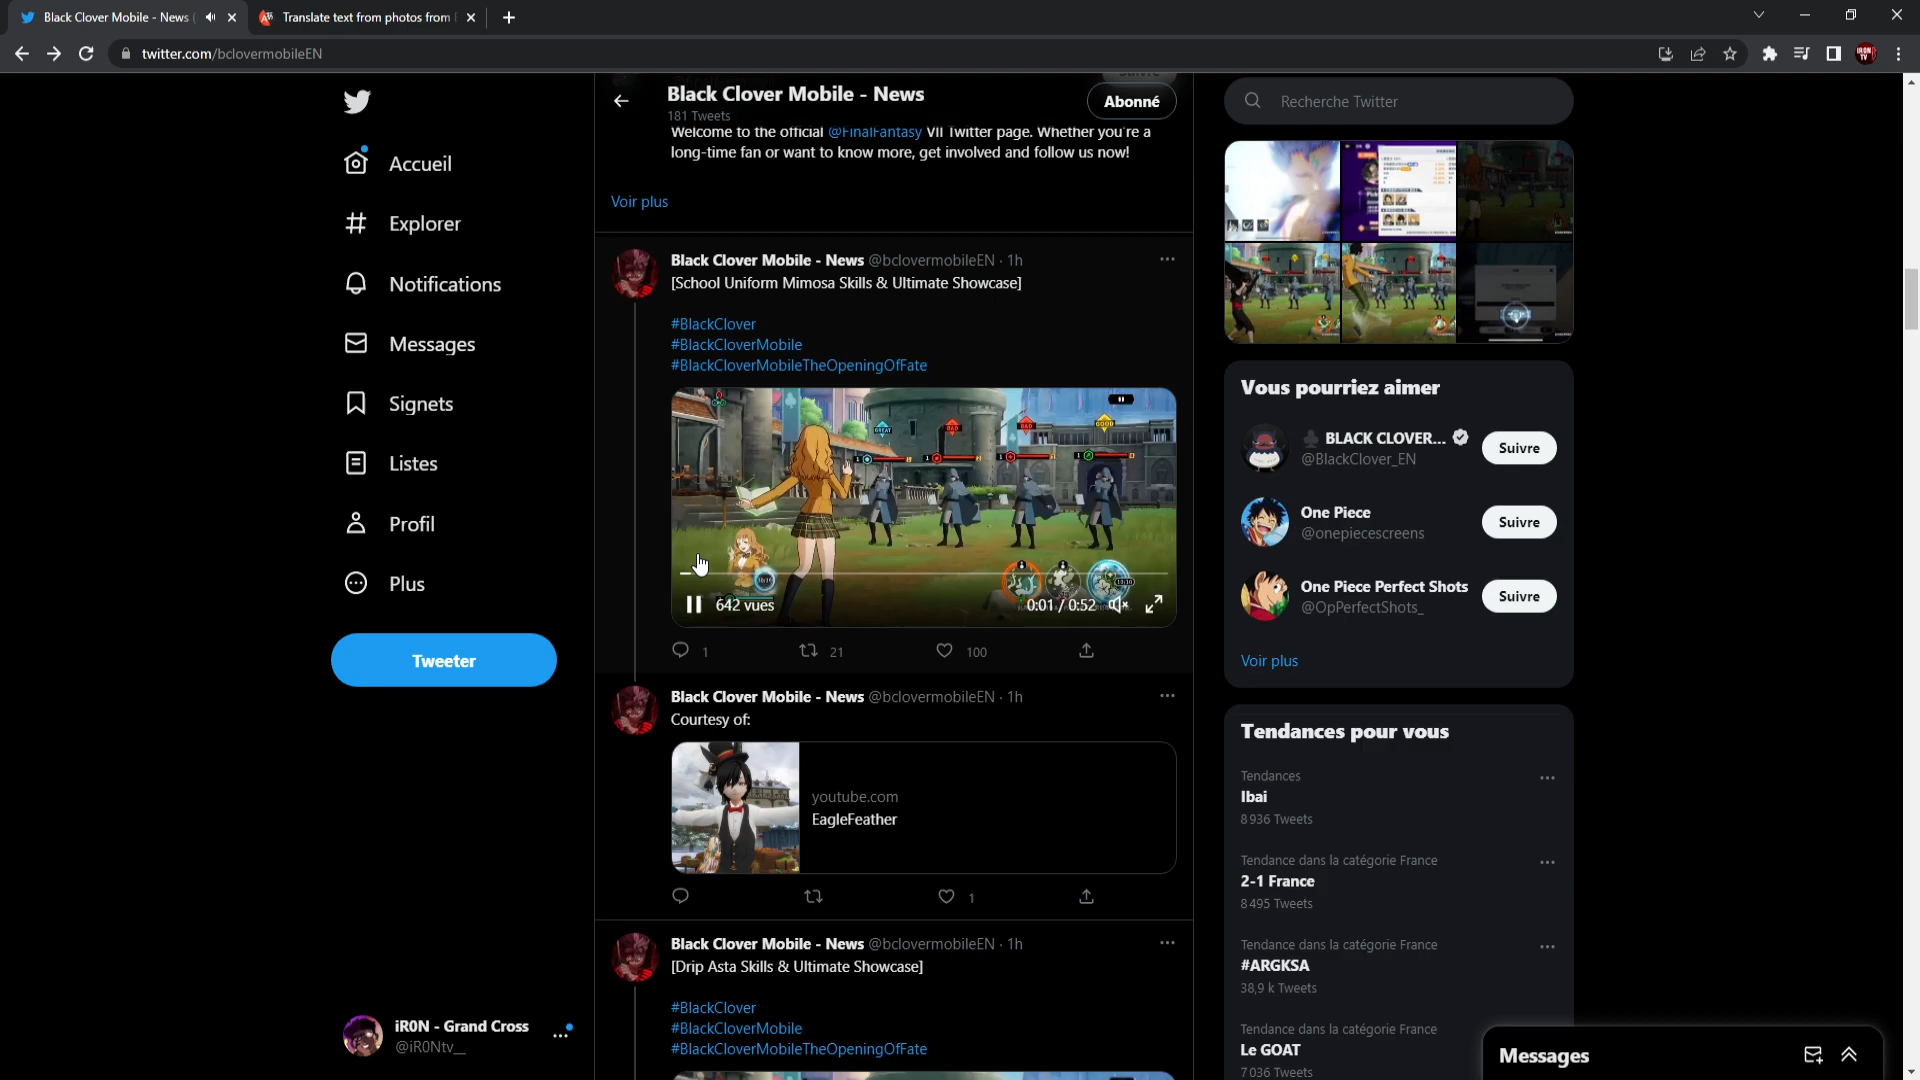 Black Clover Mobile - News (
Translate text from photos from
twitter.com/bclovermobileEN
IRON TV
Accueil
Explorer
Notifications
Messages
Signets
Listes
Profil
Plus
Tweeter
iR0N - Grand Cross
@iR0Ntv__
Black Clover Mobile - News
181 Tweets
Abonné
Welcome to the official @FinalFantasy VII Twitter page. Whether you're a
long-time fan or want to know more, get involved and follow us now!
Voir plus
Black Clover Mobile - News @bclovermobileEN · 1h
[School Uniform Mimosa Skills & Ultimate Showcase]
#BlackClover
#BlackCloverMobile
#BlackCloverMobileTheOpeningOfFate
GREAT
BAD
BAD
GOOD
642 vues
0:01 / 0:52
1
21
100
Black Clover Mobile - News @bclovermobileEN · 1h
Courtesy of:
youtube.com
EagleFeather
1
Black Clover Mobile - News @bclovermobileEN · 1h
[Drip Asta Skills & Ultimate Showcase]
#BlackClover
#BlackCloverMobile
#BlackCloverMobileTheOpeningOfFate
Recherche Twitter
Vous pourriez aimer
BLACK CLOVER...
@BlackClover_EN
Suivre
One Piece
@onepiecescreens
Suivre
One Piece Perfect Shots
@OpPerfectShots_
Suivre
Voir plus
Tendances pour vous
Tendances
Ibai
8 936 Tweets
Tendance dans la catégorie France
2-1 France
8 495 Tweets
Tendance dans la catégorie France
#ARGKSA
38,9 k Tweets
Tendance dans la catégorie France
Le GOAT
7 036 Tweets
Messages